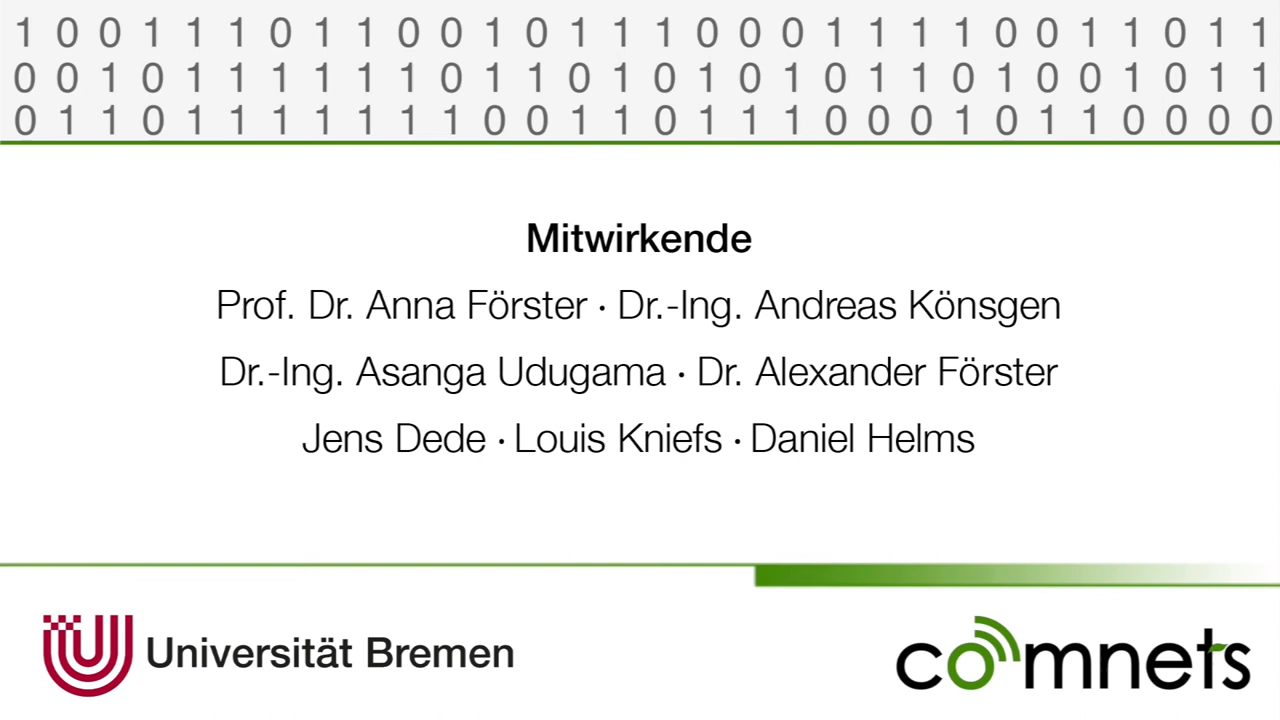 1 0 0 1 1 1 0 1 1 0 0 1 0 1 1 1 0 0 0 1 1 1 1 0 0 1 1 0 1 1
0 0 1 0 1 1 1 1 1 1 0 1 1 0 1 0 1 0 1 0 1 1 0 1 0 0 1 0 1 1
0 1 1 0 1 1 1 1 1 1 1 0 0 1 1 0 1 1 1 0 0 0 1 0 1 1 0 0 0 0
Mitwirkende
Prof. Dr. Anna Förster · Dr.-Ing. Andreas Könsgen
Dr.-Ing. Asanga Udugama · Dr. Alexander Förster
Jens Dede · Louis Kniefs · Daniel Helms
Universität Bremen
comnets